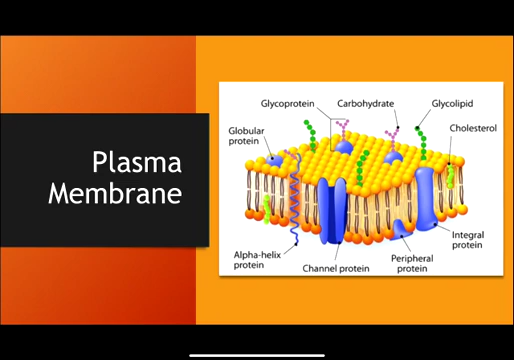 Plasma
Membrane
Glycoprotein
Carbohydrate
Glycolipid
Globular
protein
Cholesterol
Alpha-helix
protein
Channel protein
Peripheral
protein
Integral
protein